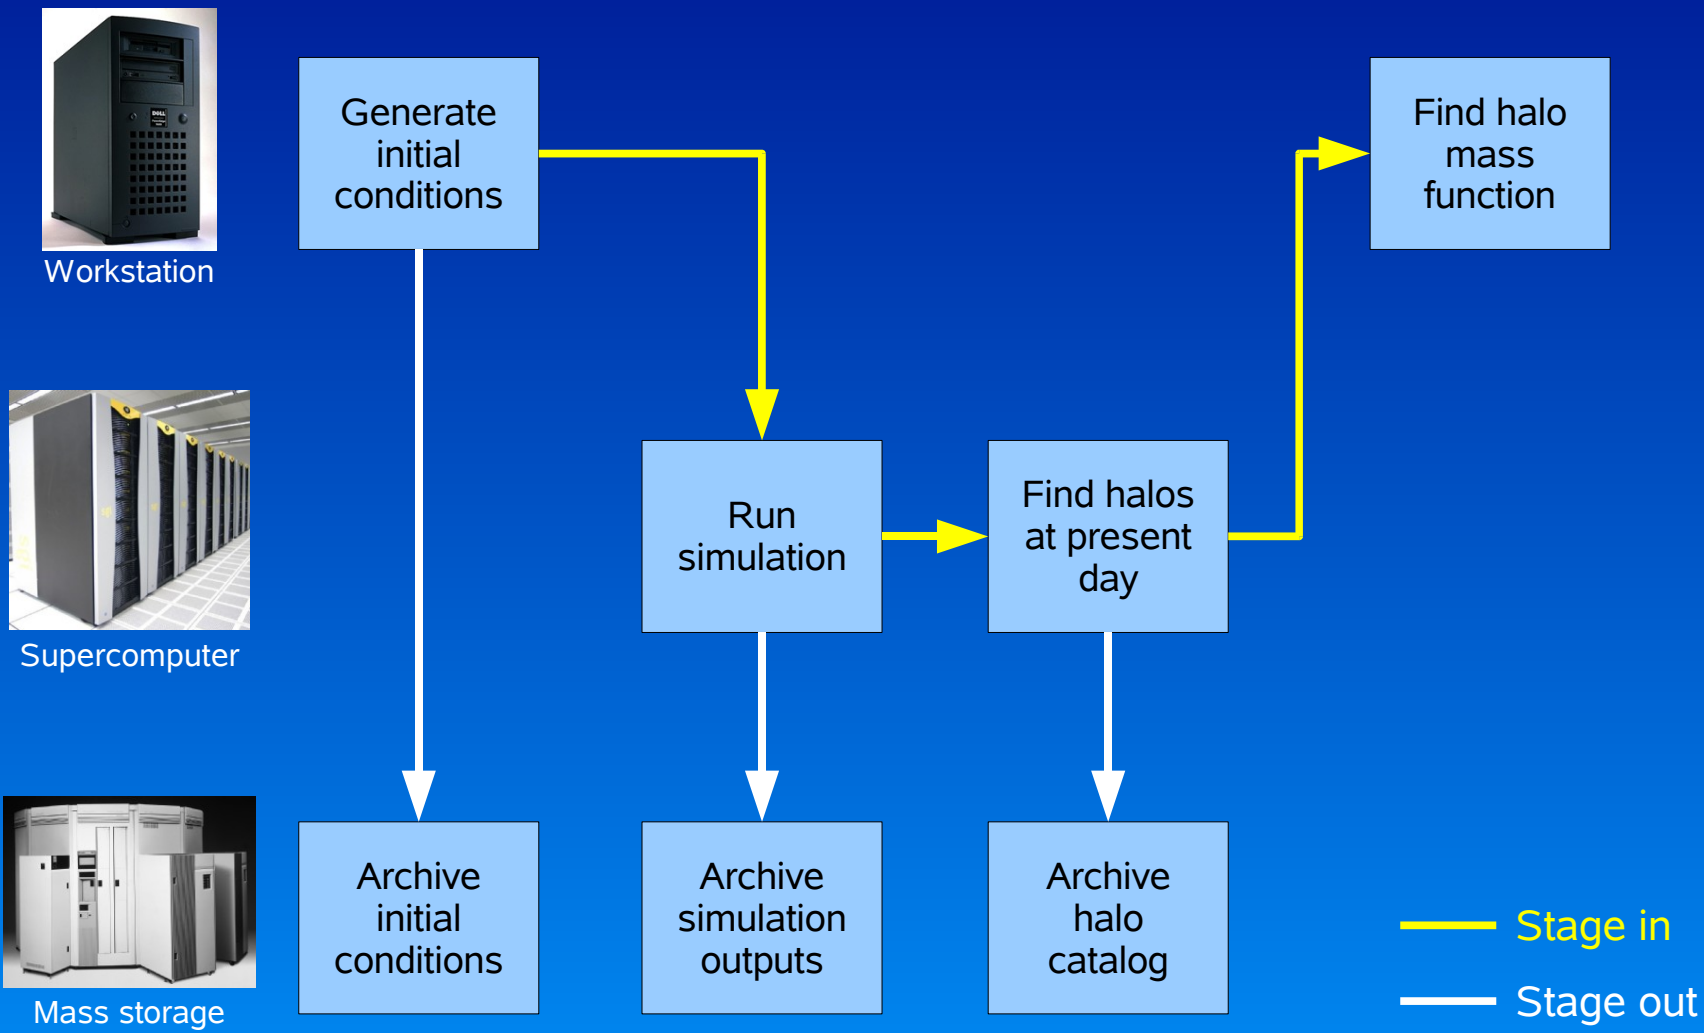 DELL
Generate
initial
conditions
Find halo
mass
function
Workstation
Run
simulation
Find halos
at present
day
Supercomputer
Archive
initial
conditions
Archive
simulation
outputs
Archive
halo
catalog
Stage in
Stage out
Mass storage